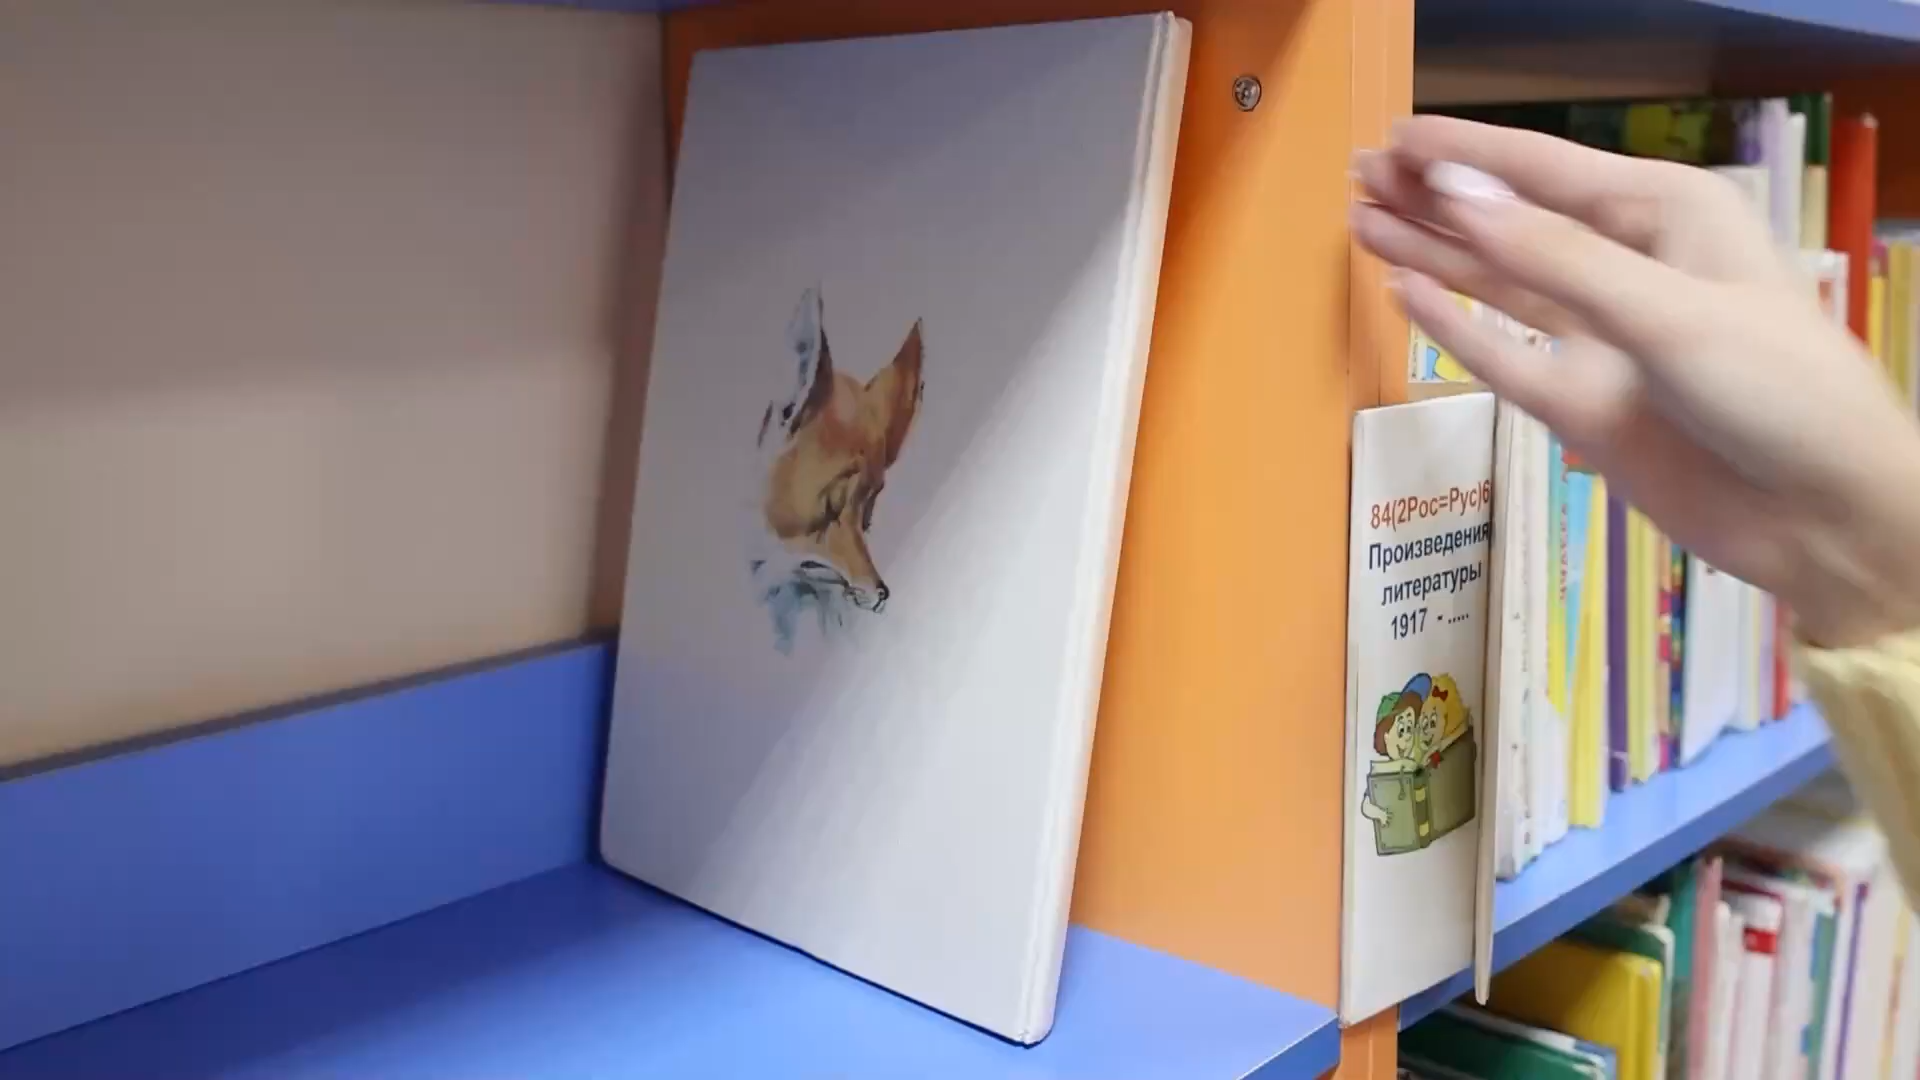 84(2Рос=Рус)6
Произведения
литературы
1917 - .....